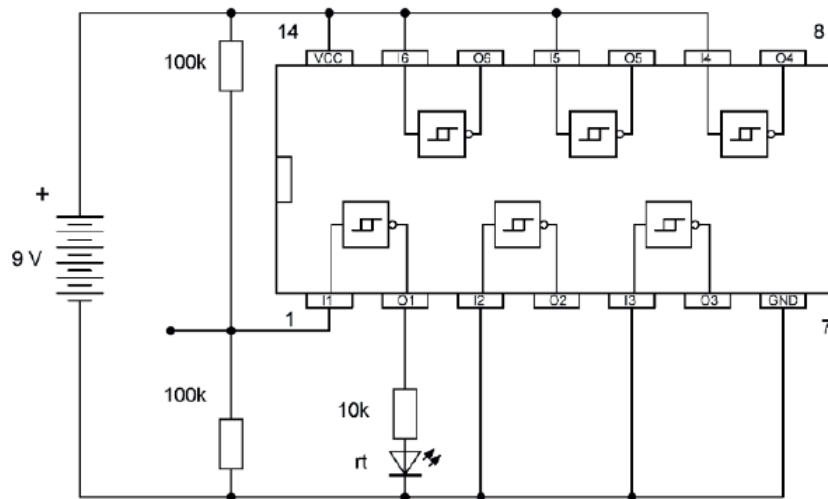 14
8
VCC
I6
O6
I5
O5
I4
O4
100k
+
9 V
I1
O1
I2
O2
I3
O3
GND
1
7
100k
10k
rt